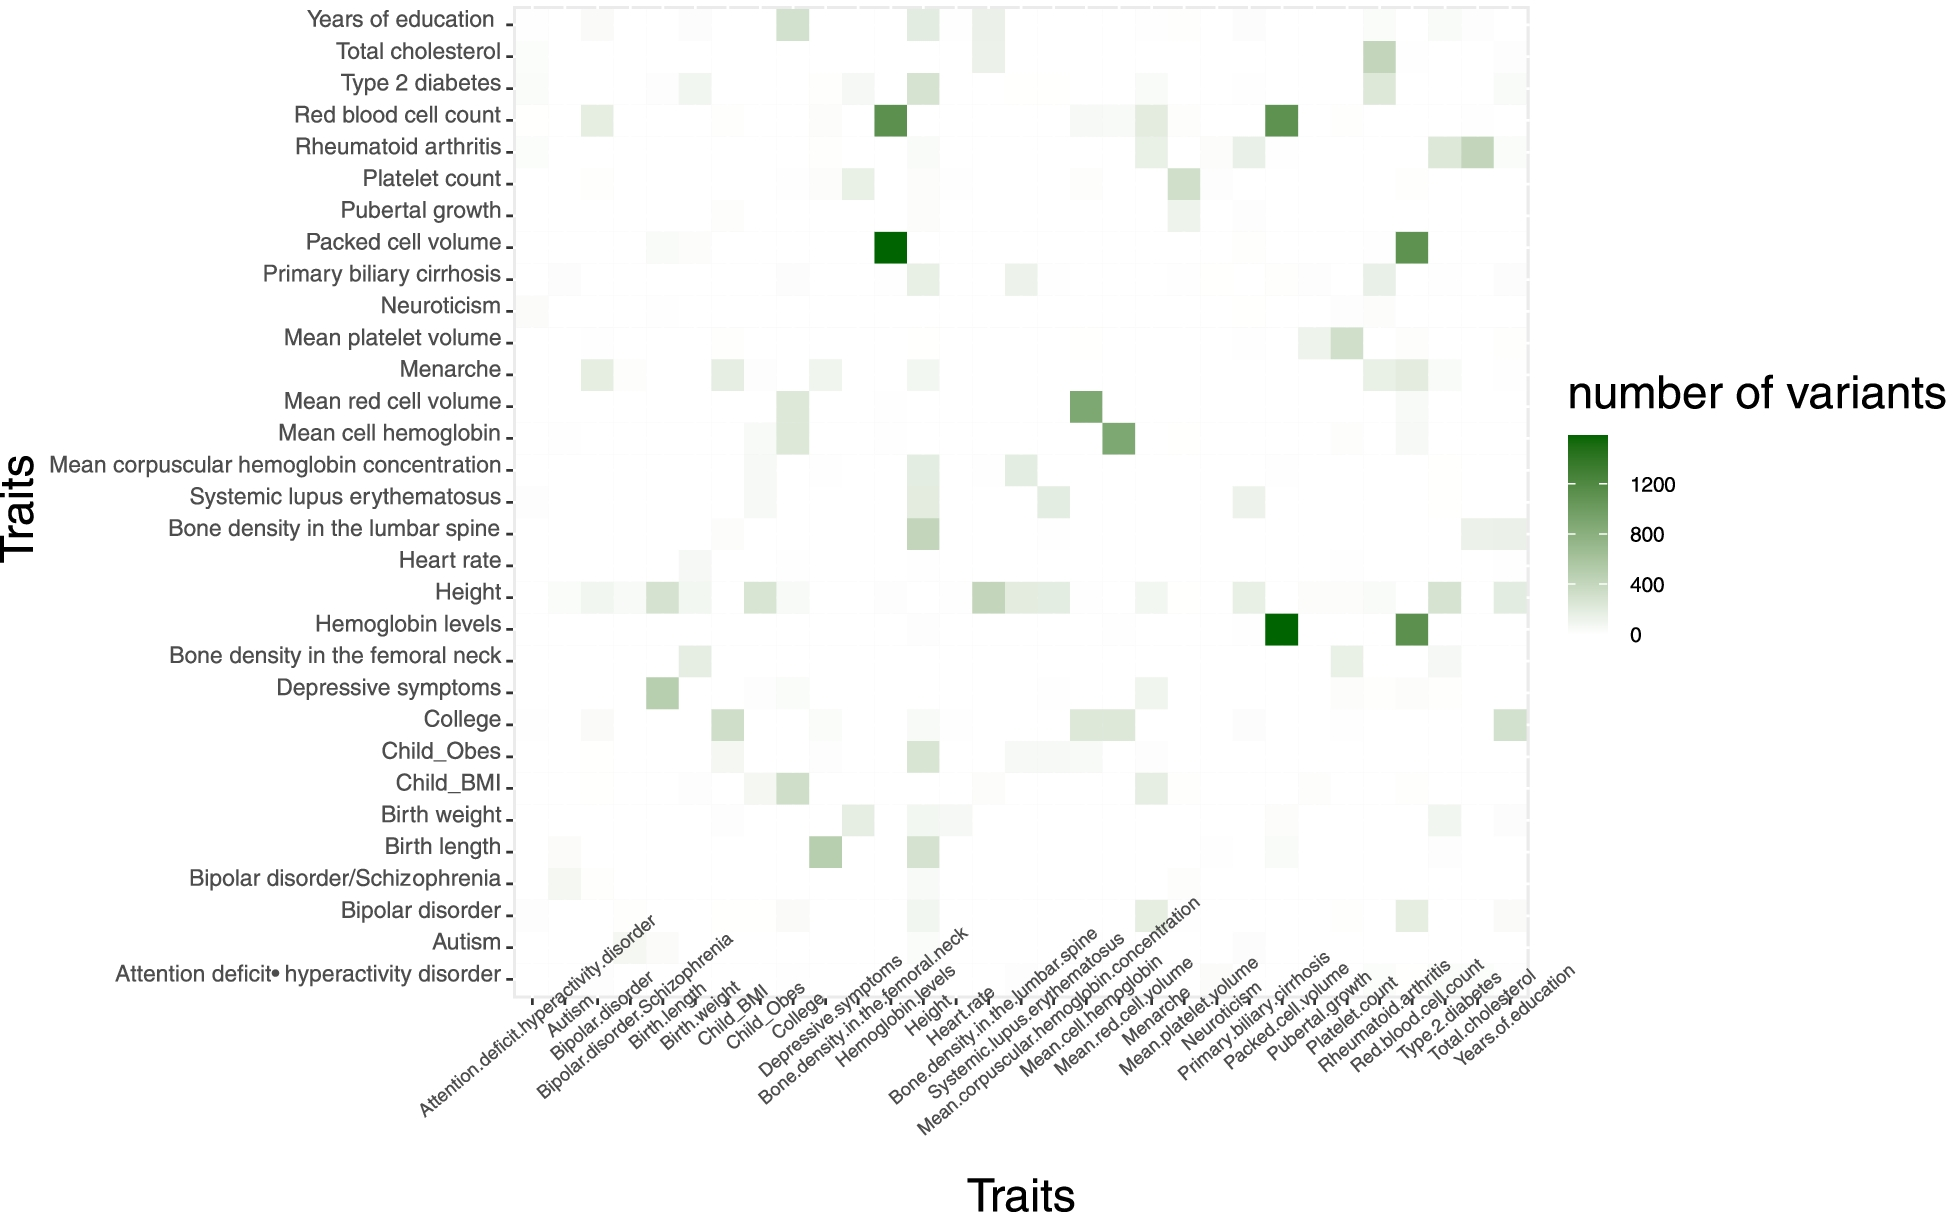 Years of education
Total cholesterol
Type 2 diabetes
Red blood cell count
Rheumatoid arthritis
Platelet count
Pubertal growth
Packed cell volume
Primary biliary cirrhosis
Neuroticism
Mean platelet volume
Menarche
Mean red cell volume
Mean cell hemoglobin
Mean corpuscular hemoglobin concentration
Systemic lupus erythematosus
Bone density in the lumbar spine
Heart rate
Height
Hemoglobin levels
Bone density in the femoral neck
Depressive symptoms
College
Child_Obes
Child_BMI
Birth weight
Birth length
Bipolar disorder/Schizophrenia
Bipolar disorder
Autism
Attention deficit• hyperactivity disorder
Traits
number of variants
1200
800
400
0
Attention.deficit.hyperactivity.disorder
Autism
Bipolar.disorder
Bipolar.disorder.Schizophrenia
Birth.length
Birth.weight
Child_BMI
Child_Obes
College
Depressive.symptoms
Bone.density.in.the.femoral.neck
Hemoglobin.levels
Height
Heart.rate
Bone.density.in.the.lumbar.spine
Systemic.lupus.erythematosus
Mean.corpuscular.hemoglobin.concentration
Mean.cell.hemoglobin
Mean.red.cell.volume
Menarche
Mean.platelet.volume
Neuroticism
Primary.biliary.cirrhosis
Packed.cell.volume
Pubertal.growth
Platelet.count
Rheumatoid.arthritis
Red.blood.cell.count
Type.2.diabetes
Total.cholesterol
Years.of.education
Traits